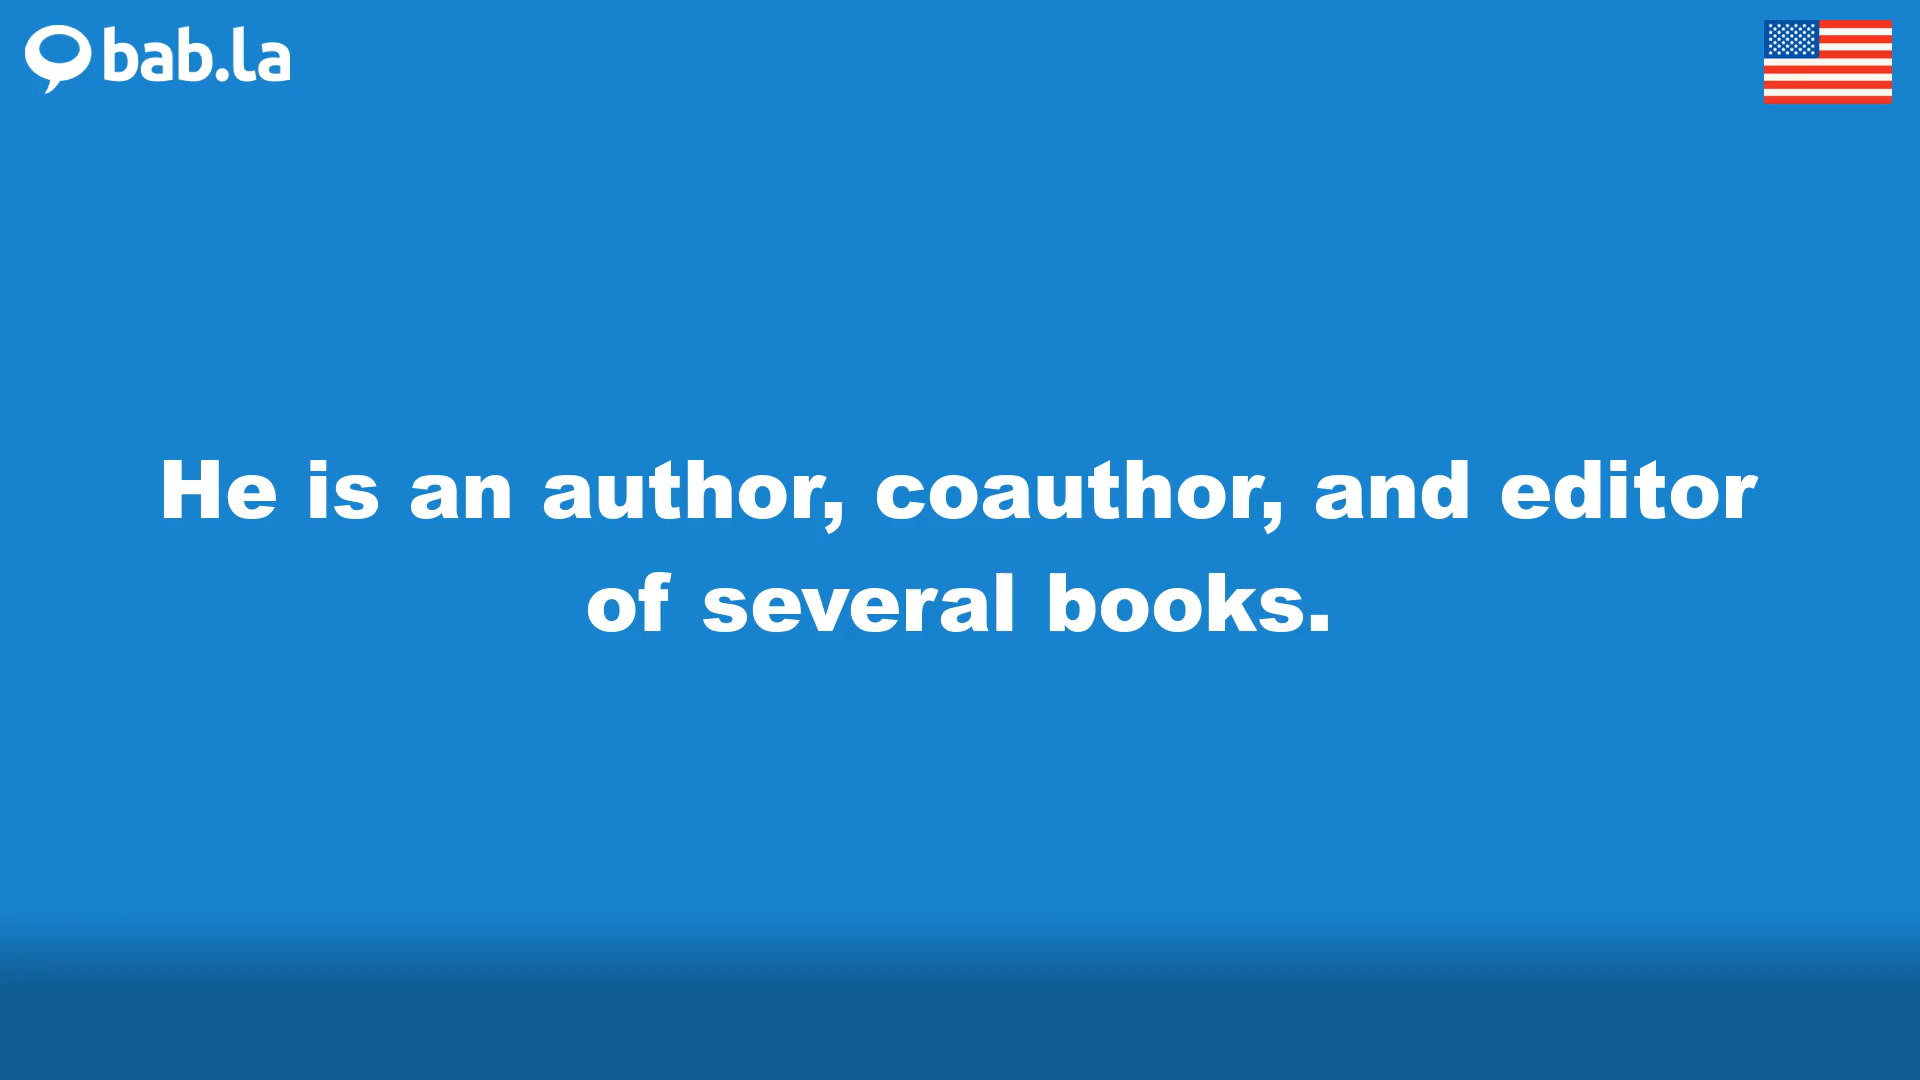 bab.la
He is an author, coauthor, and editor
of several books.